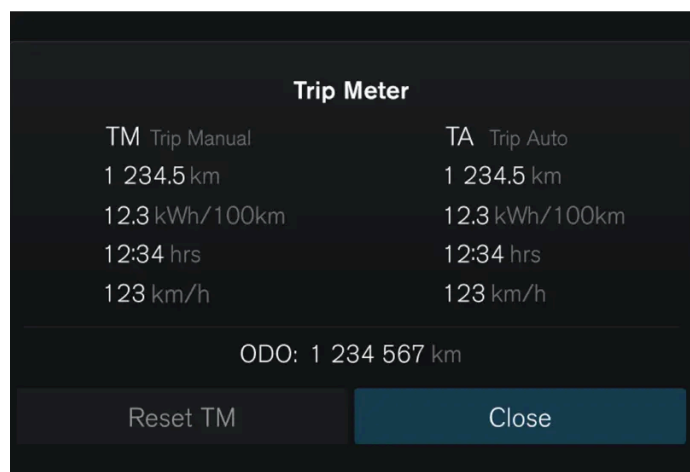 Trip Meter
TM Trip Manual
TA Trip Auto
1 234.5 km
1 234.5 km
12.3 kWh/100km
12.3 kWh/100km
12:34 hrs
12:34 hrs
123 km/h
123 km/h
ODO: 1 234 567 km
Reset TM
Close